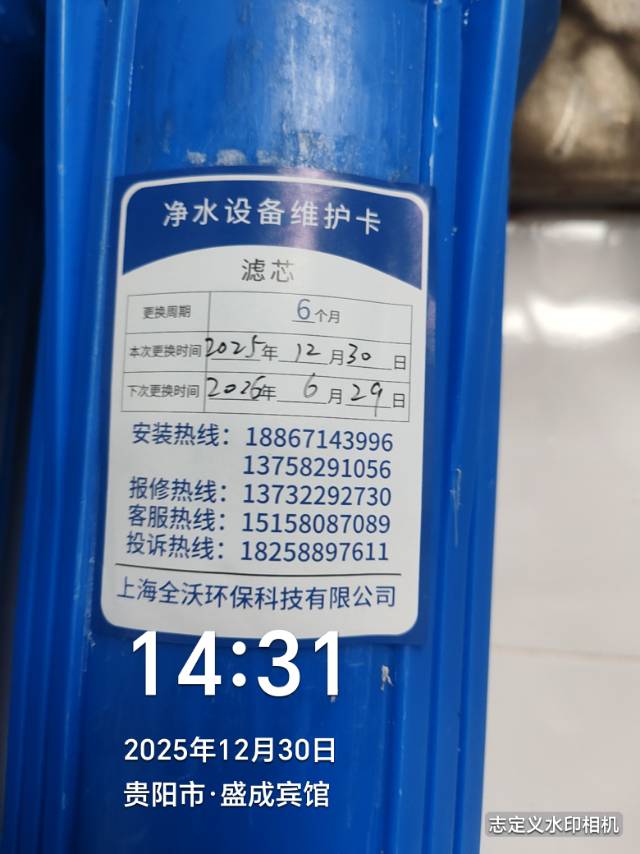 净水设备维护卡
滤芯
更换周期 6个月
本次更换时间 2025年 12月30日
下次更换时间 2026年 6月29日
安装热线：18867143996
13758291056
报修热线：13732292730
客服热线：15158087089
投诉热线：18258897611
上海全沃环保科技有限公司
14:31
2025年12月30日
贵阳市·盛成宾馆
志定义水印相机